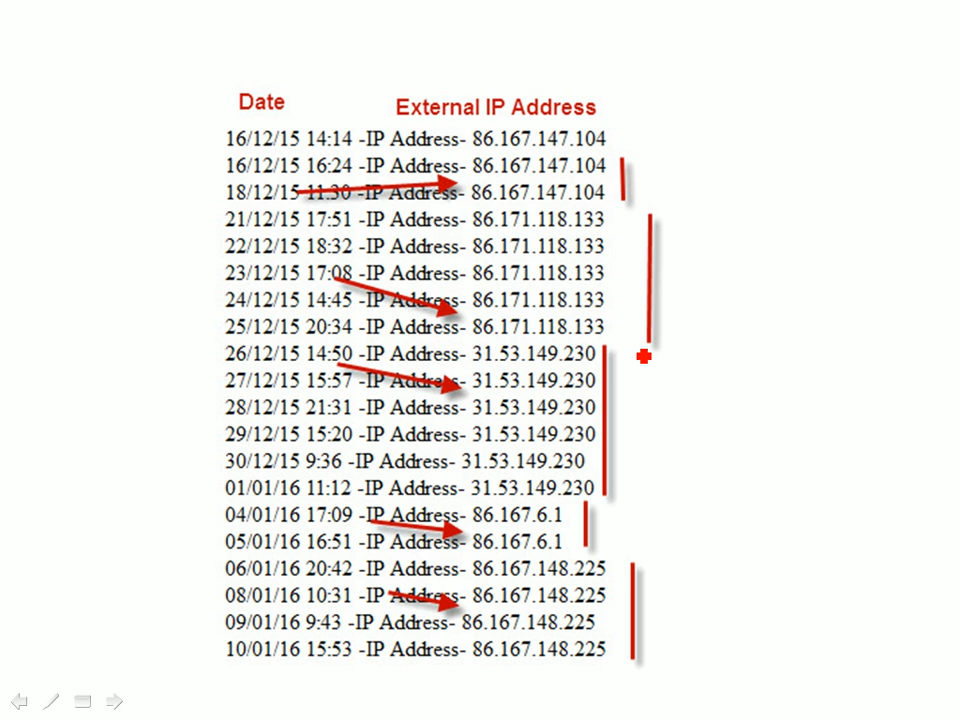 Date
External IP Address
16/12/15 14:14 -IP Address- 86.167.147.104
16/12/15 16:24 -IP Address- 86.167.147.104
18/12/15 11:30 -IP Address- 86.167.147.104
21/12/15 17:51 -IP Address- 86.171.118.133
22/12/15 18:32 -IP Address- 86.171.118.133
23/12/15 17:08 -IP Address- 86.171.118.133
24/12/15 14:45 -IP Address- 86.171.118.133
25/12/15 20:34 -IP Address- 86.171.118.133
26/12/15 14:50 -IP Address- 31.53.149.230
27/12/15 15:57 -IP Address- 31.53.149.230
28/12/15 21:31 -IP Address- 31.53.149.230
29/12/15 15:20 -IP Address- 31.53.149.230
30/12/15 9:36 -IP Address- 31.53.149.230
01/01/16 11:12 -IP Address- 31.53.149.230
04/01/16 17:09 -IP Address- 86.167.6.1
05/01/16 16:51 -IP Address- 86.167.6.1
06/01/16 20:42 -IP Address- 86.167.148.225
08/01/16 10:31 -IP Address- 86.167.148.225
09/01/16 9:43 -IP Address- 86.167.148.225
10/01/16 15:53 -IP Address- 86.167.148.225